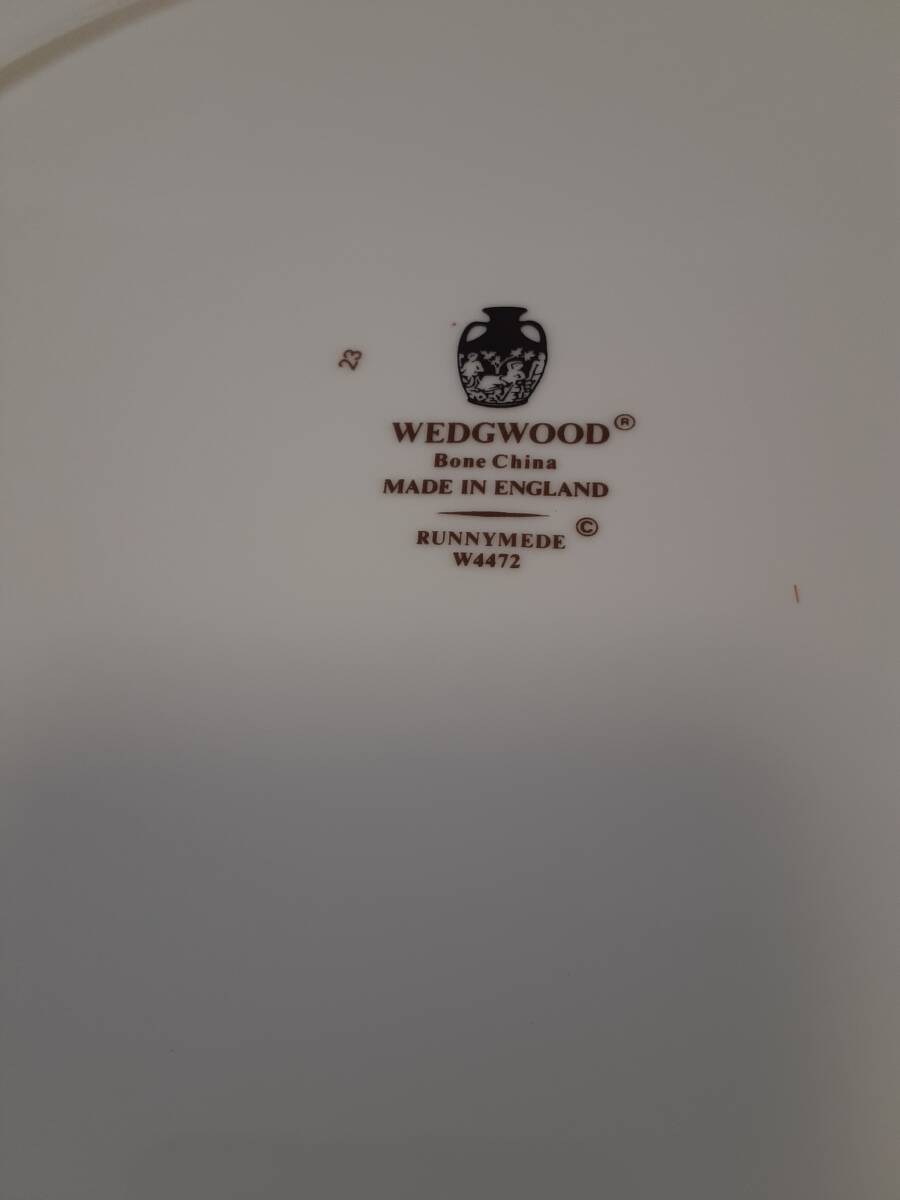 23
WEDGWOOD®
Bone China
MADE IN ENGLAND
RUNNYMEDE ©
W4472